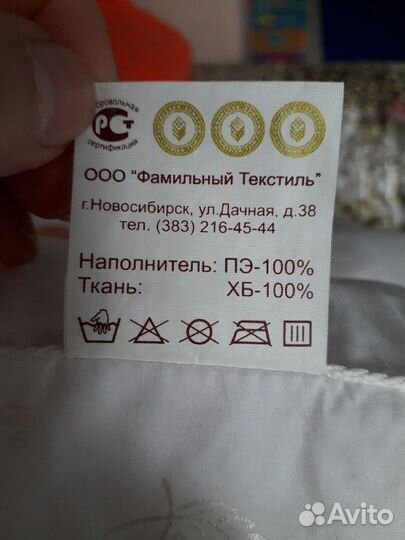 добровольная
РСТ
сертификация
ООО "Фамильный Текстиль"
г.Новосибирск, ул.Дачная, д.38
тел. (383) 216-45-44
Наполнитель: ПЭ-100%
Ткань: ХБ-100%
Avito